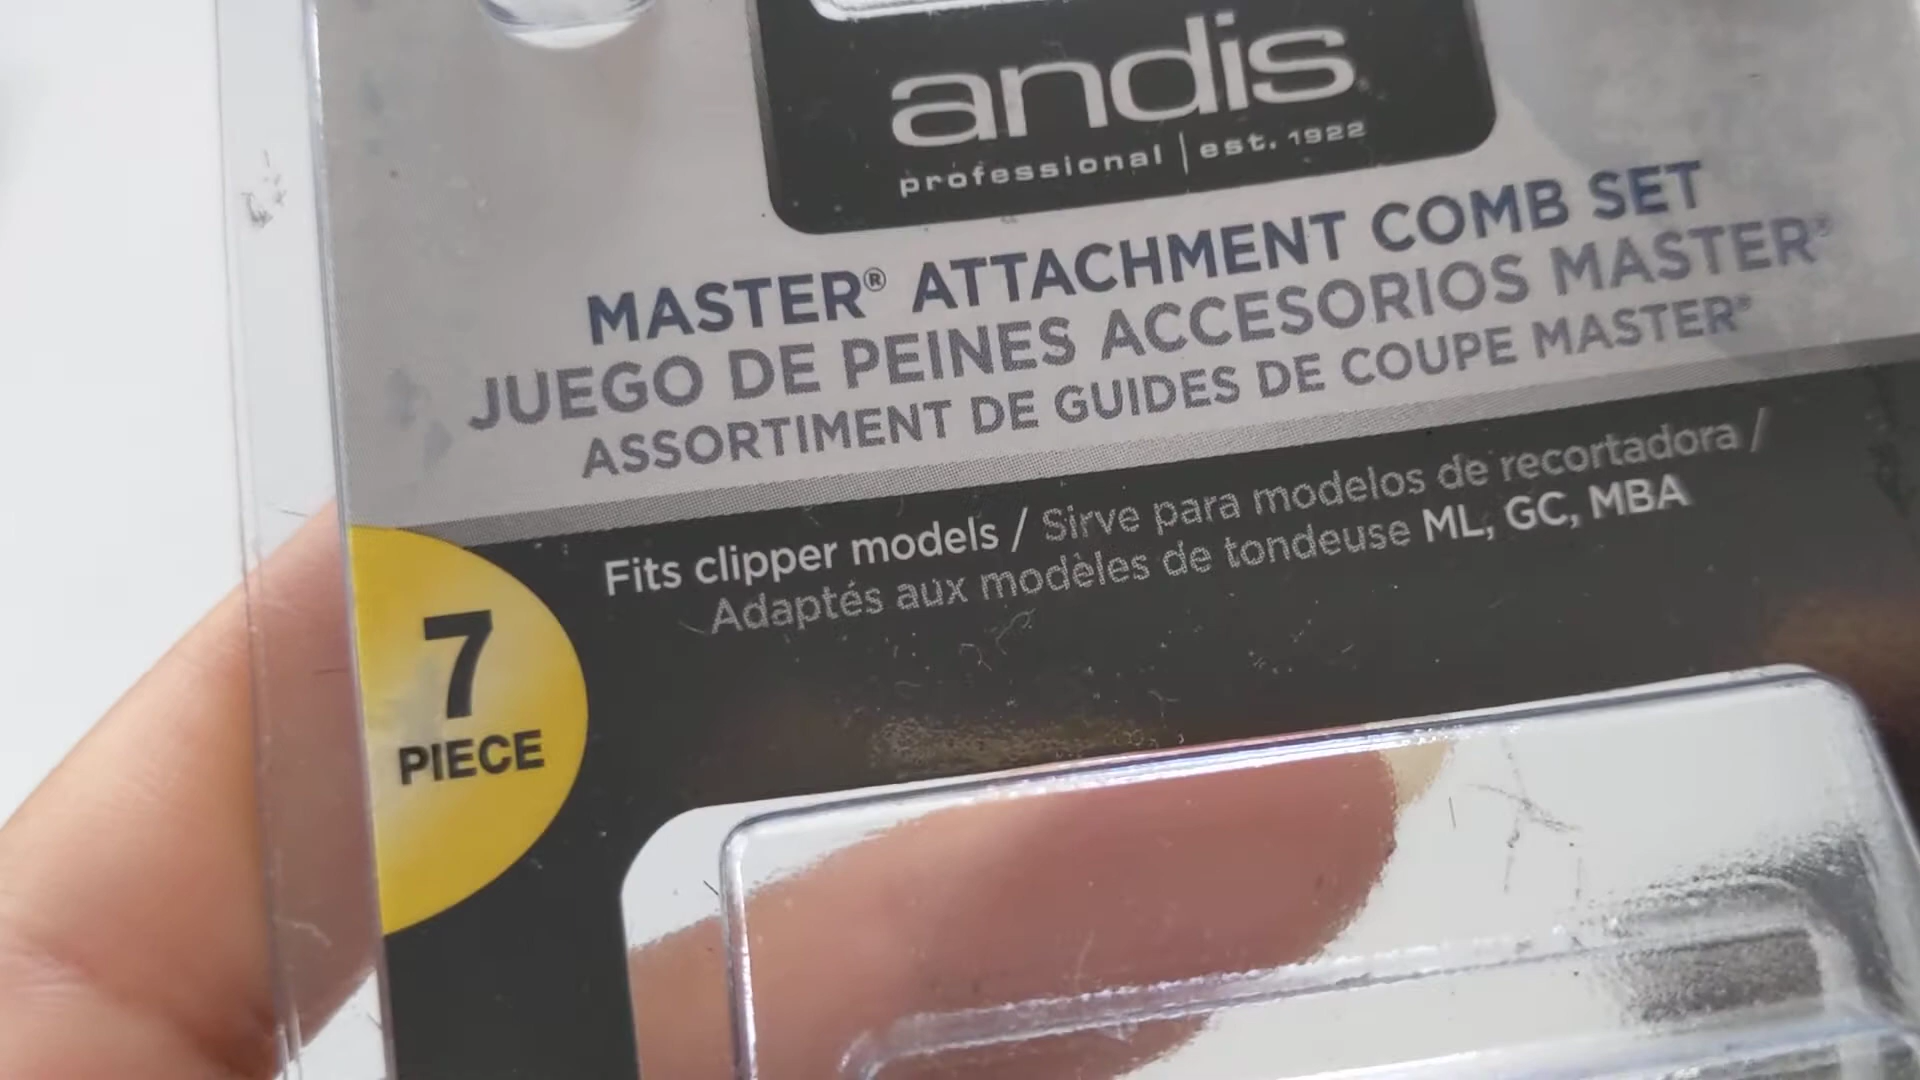 andis
professional | est. 1922
MASTER® ATTACHMENT COMB SET
JUEGO DE PEINES ACCESORIOS MASTER®
ASSORTIMENT DE GUIDES DE COUPE MASTER®
Fits clipper models / Sirve para modelos de recortadora /
Adaptés aux modèles de tondeuse ML, GC, MBA
7
PIECE